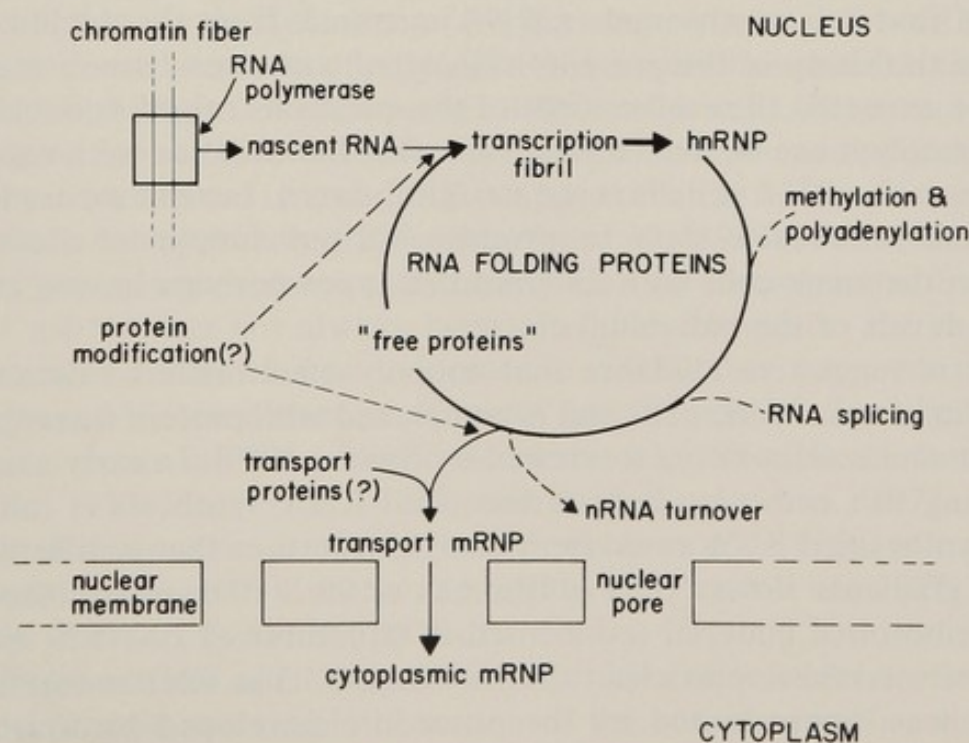 NUCLEUS
chromatin fiber
RNA
polymerase
nascent RNA
transcription
fibril
hnRNP
methylation &
polyadenylation
RNA FOLDING PROTEINS
protein
modification(?)
"free proteins"
RNA splicing
transport
proteins(?)
nRNA turnover
transport mRNP
nuclear
membrane
nuclear
pore
cytoplasmic mRNP
CYTOPLASM